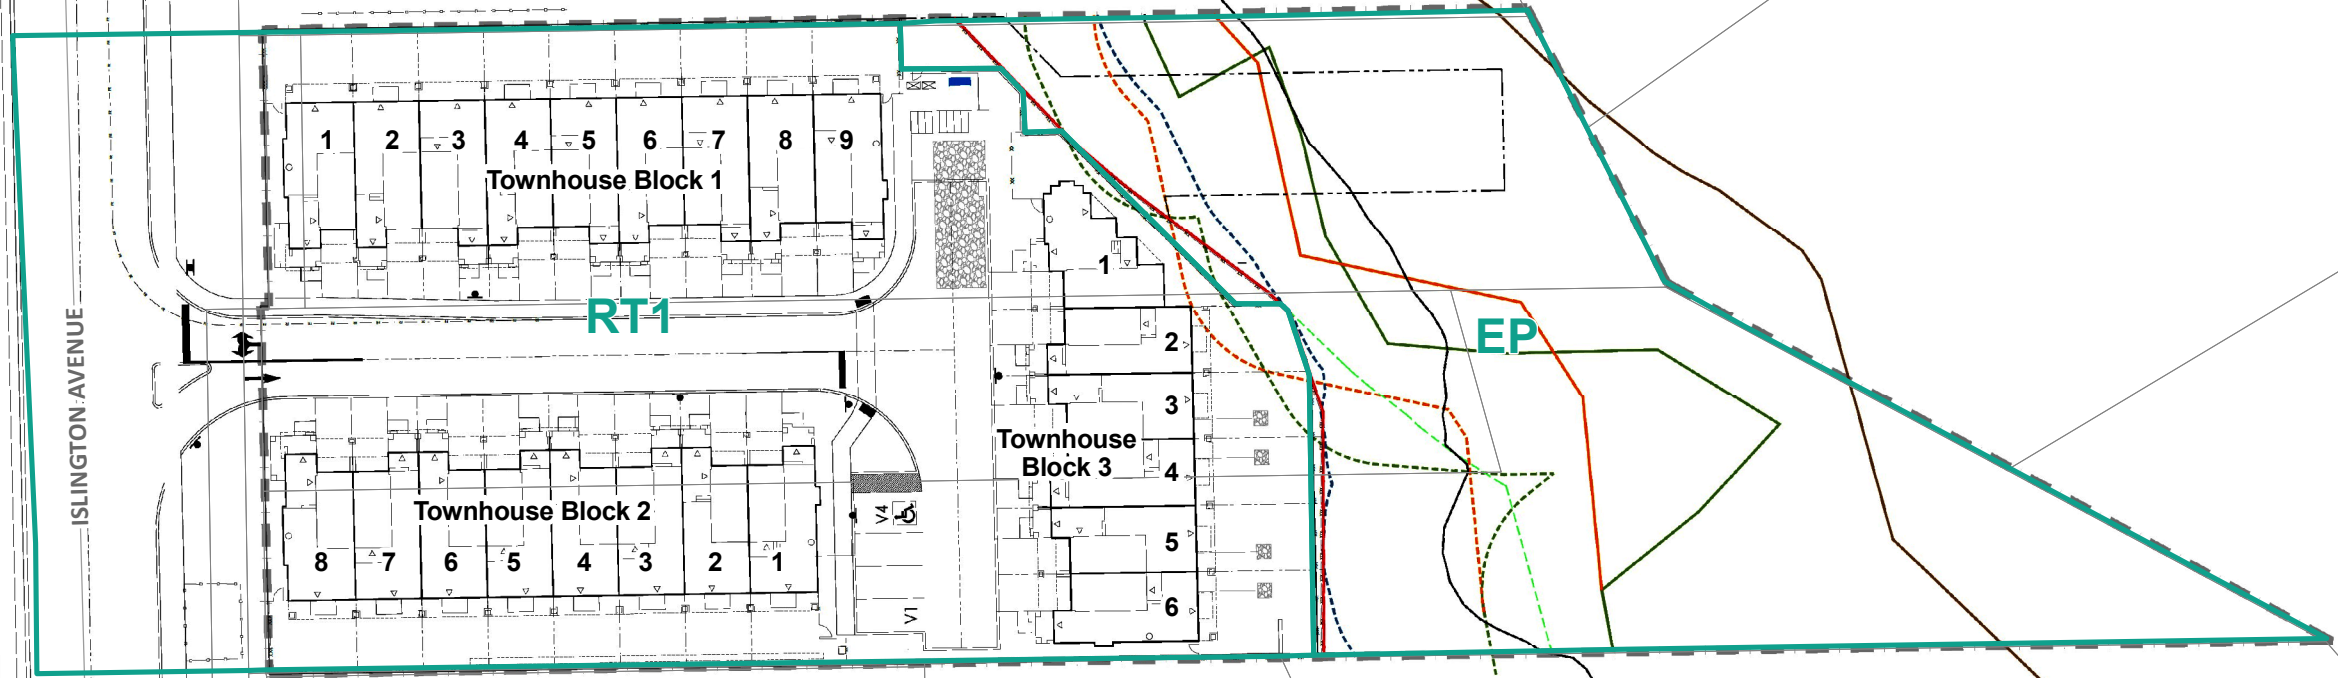 1 2 3 4 5 6 7 8 9
Townhouse Block 1
RT1
ISLINGTON AVENUE
EP
1
2
3
Townhouse
Block 3
4
5
6
Townhouse Block 2
8 7 6 5 4 3 2 1
V4
V1